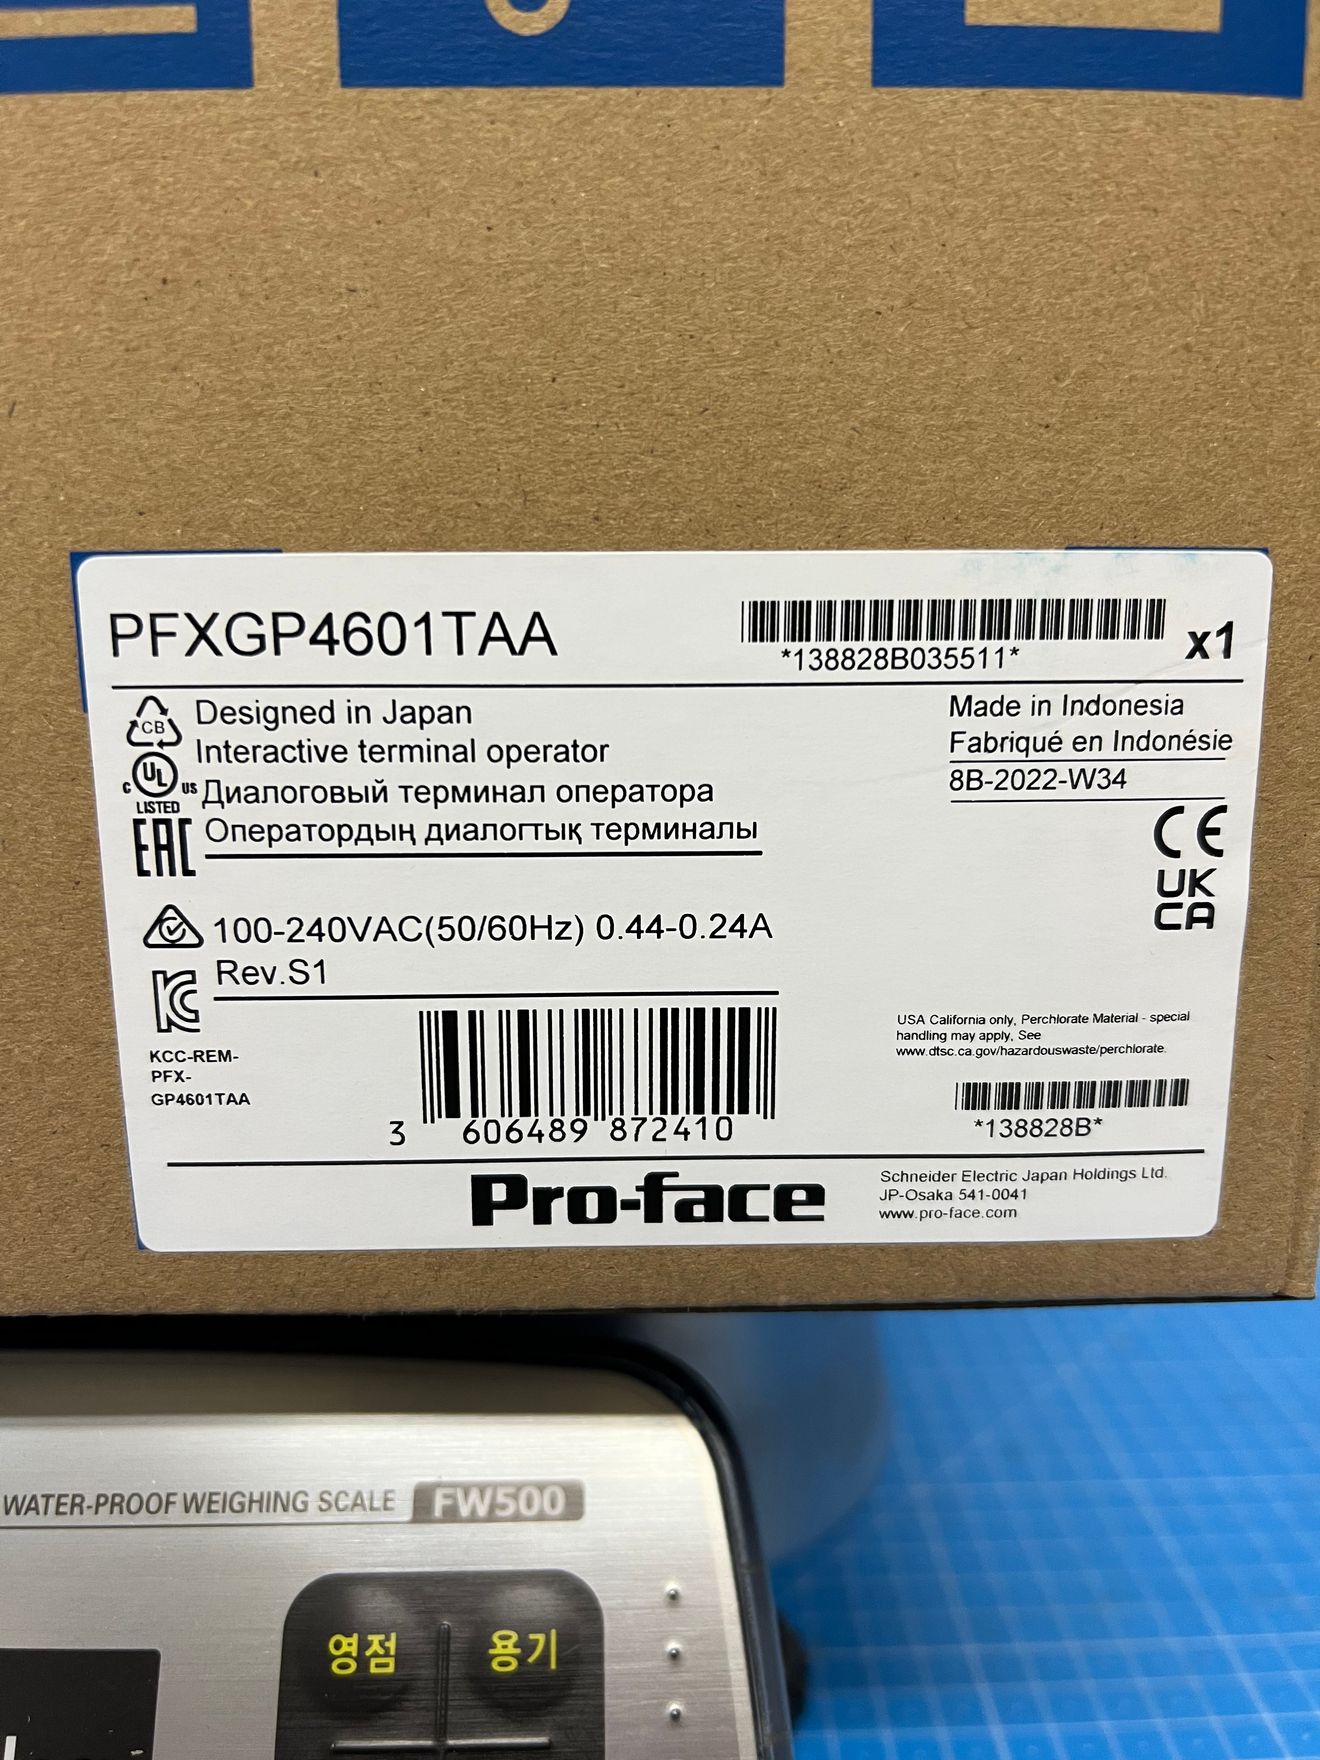 PFXGP4601TAA
*138828B035511*
x1
CB
Designed in Japan
Interactive terminal operator
Диалоговый терминал оператора
Оператордың диалогтық терминалы
C UL US
LISTED
EAC
Made in Indonesia
Fabriqué en Indonésie
8B-2022-W34
CE
UK
CA
100-240VAC(50/60Hz) 0.44-0.24A
Rev.S1
KC
KCC-REM-
PFX-
GP4601TAA
3 606489 872410
USA California only, Perchlorate Material - special
handling may apply, See
www.dtsc.ca.gov/hazardouswaste/perchlorate.
*138828B*
Pro-face
Schneider Electric Japan Holdings Ltd.
JP-Osaka 541-0041
www.pro-face.com
WATER-PROOF WEIGHING SCALE FW500
영점 용기